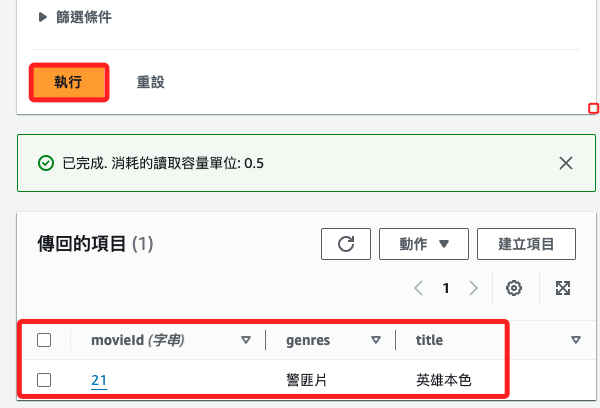 篩選條件
執行 重設
已完成. 消耗的讀取容量單位: 0.5
傳回的項目 (1) 動作 建立項目
1
movieId (字串) genres title
21 警匪片 英雄本色